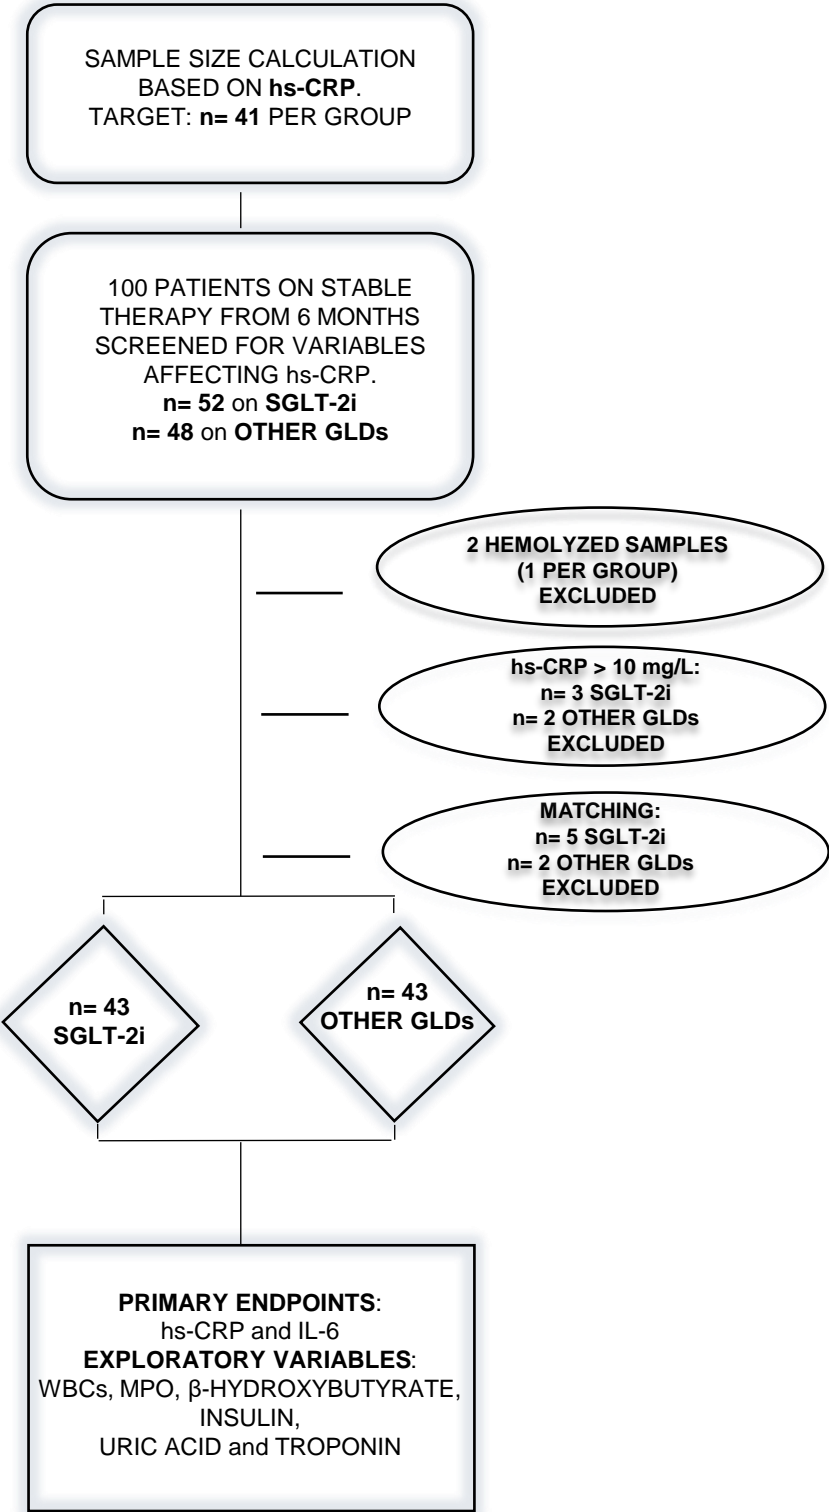 SAMPLE SIZE CALCULATION
BASED ON hs-CRP.
TARGET: n= 41 PER GROUP
100 PATIENTS ON STABLE
THERAPY FROM 6 MONTHS
SCREENED FOR VARIABLES
AFFECTING hs-CRP.
n= 52 on SGLT-2i
n= 48 on OTHER GLDs
2 HEMOLYZED SAMPLES
(1 PER GROUP)
EXCLUDED
hs-CRP > 10 mg/L:
n= 3 SGLT-2i
n= 2 OTHER GLDs
EXCLUDED
MATCHING:
n= 5 SGLT-2i
n= 2 OTHER GLDs
EXCLUDED
n= 43
SGLT-2i
n= 43
OTHER GLDs
PRIMARY ENDPOINTS:
hs-CRP and IL-6
EXPLORATORY VARIABLES:
WBCs, MPO, β-HYDROXYBUTYRATE,
INSULIN,
URIC ACID and TROPONIN